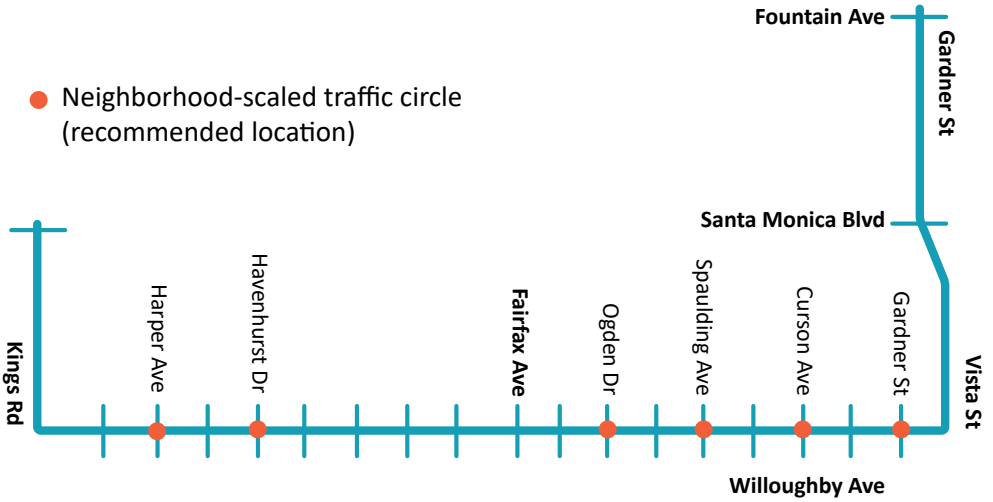 Fountain Ave
Gardner St
Neighborhood-scaled traffic circle
(recommended location)
Santa Monica Blvd
Kings Rd
Harper Ave
Havenhurst Dr
Fairfax Ave
Ogden Dr
Spaulding Ave
Curson Ave
Gardner St
Vista St
Willoughby Ave